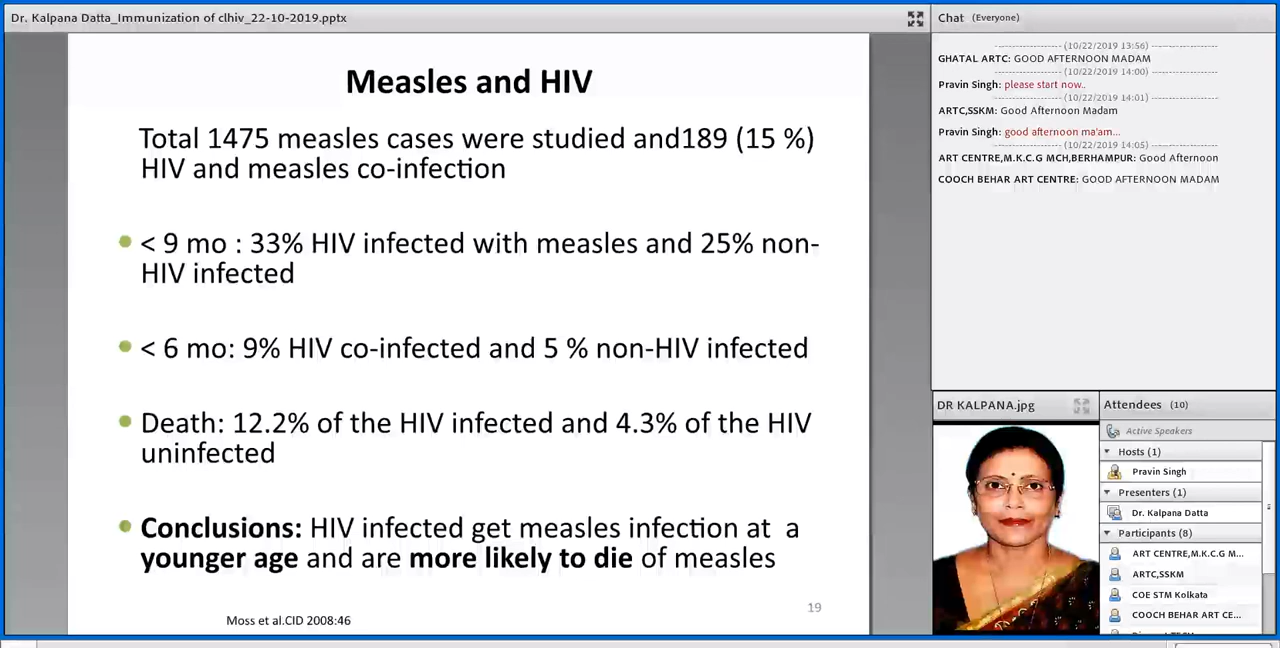 Dr. Kalpana Datta_Immunization of clhiv_22-10-2019.pptx
Measles and HIV
Total 1475 measles cases were studied and189 (15 %)
HIV and measles co-infection
< 9 mo : 33% HIV infected with measles and 25% non-
HIV infected
< 6 mo: 9% HIV co-infected and 5 % non-HIV infected
Death: 12.2% of the HIV infected and 4.3% of the HIV
uninfected
Conclusions: HIV infected get measles infection at a
younger age and are more likely to die of measles
19
Moss et al.CID 2008:46
Chat (Everyone)
------------------ (10/22/2019 13:56) ------------------
GHATAL ARTC: GOOD AFTERNOON MADAM
------------------ (10/22/2019 14:00) ------------------
Pravin Singh: please start now..
------------------ (10/22/2019 14:01) ------------------
ARTC,SSKM: Good Afternoon Madam
Pravin Singh: good afternoon ma'am...
------------------ (10/22/2019 14:05) ------------------
ART CENTRE,M.K.C.G MCH,BERHAMPUR: Good Afternoon
COOCH BEHAR ART CENTRE: GOOD AFTERNOON MADAM
DR KALPANA.jpg
Attendees (10)
Active Speakers
Hosts (1)
Pravin Singh
Presenters (1)
Dr. Kalpana Datta
Participants (8)
ART CENTRE,M.K.C.G M...
ARTC,SSKM
COE STM Kolkata
COOCH BEHAR ART CE...